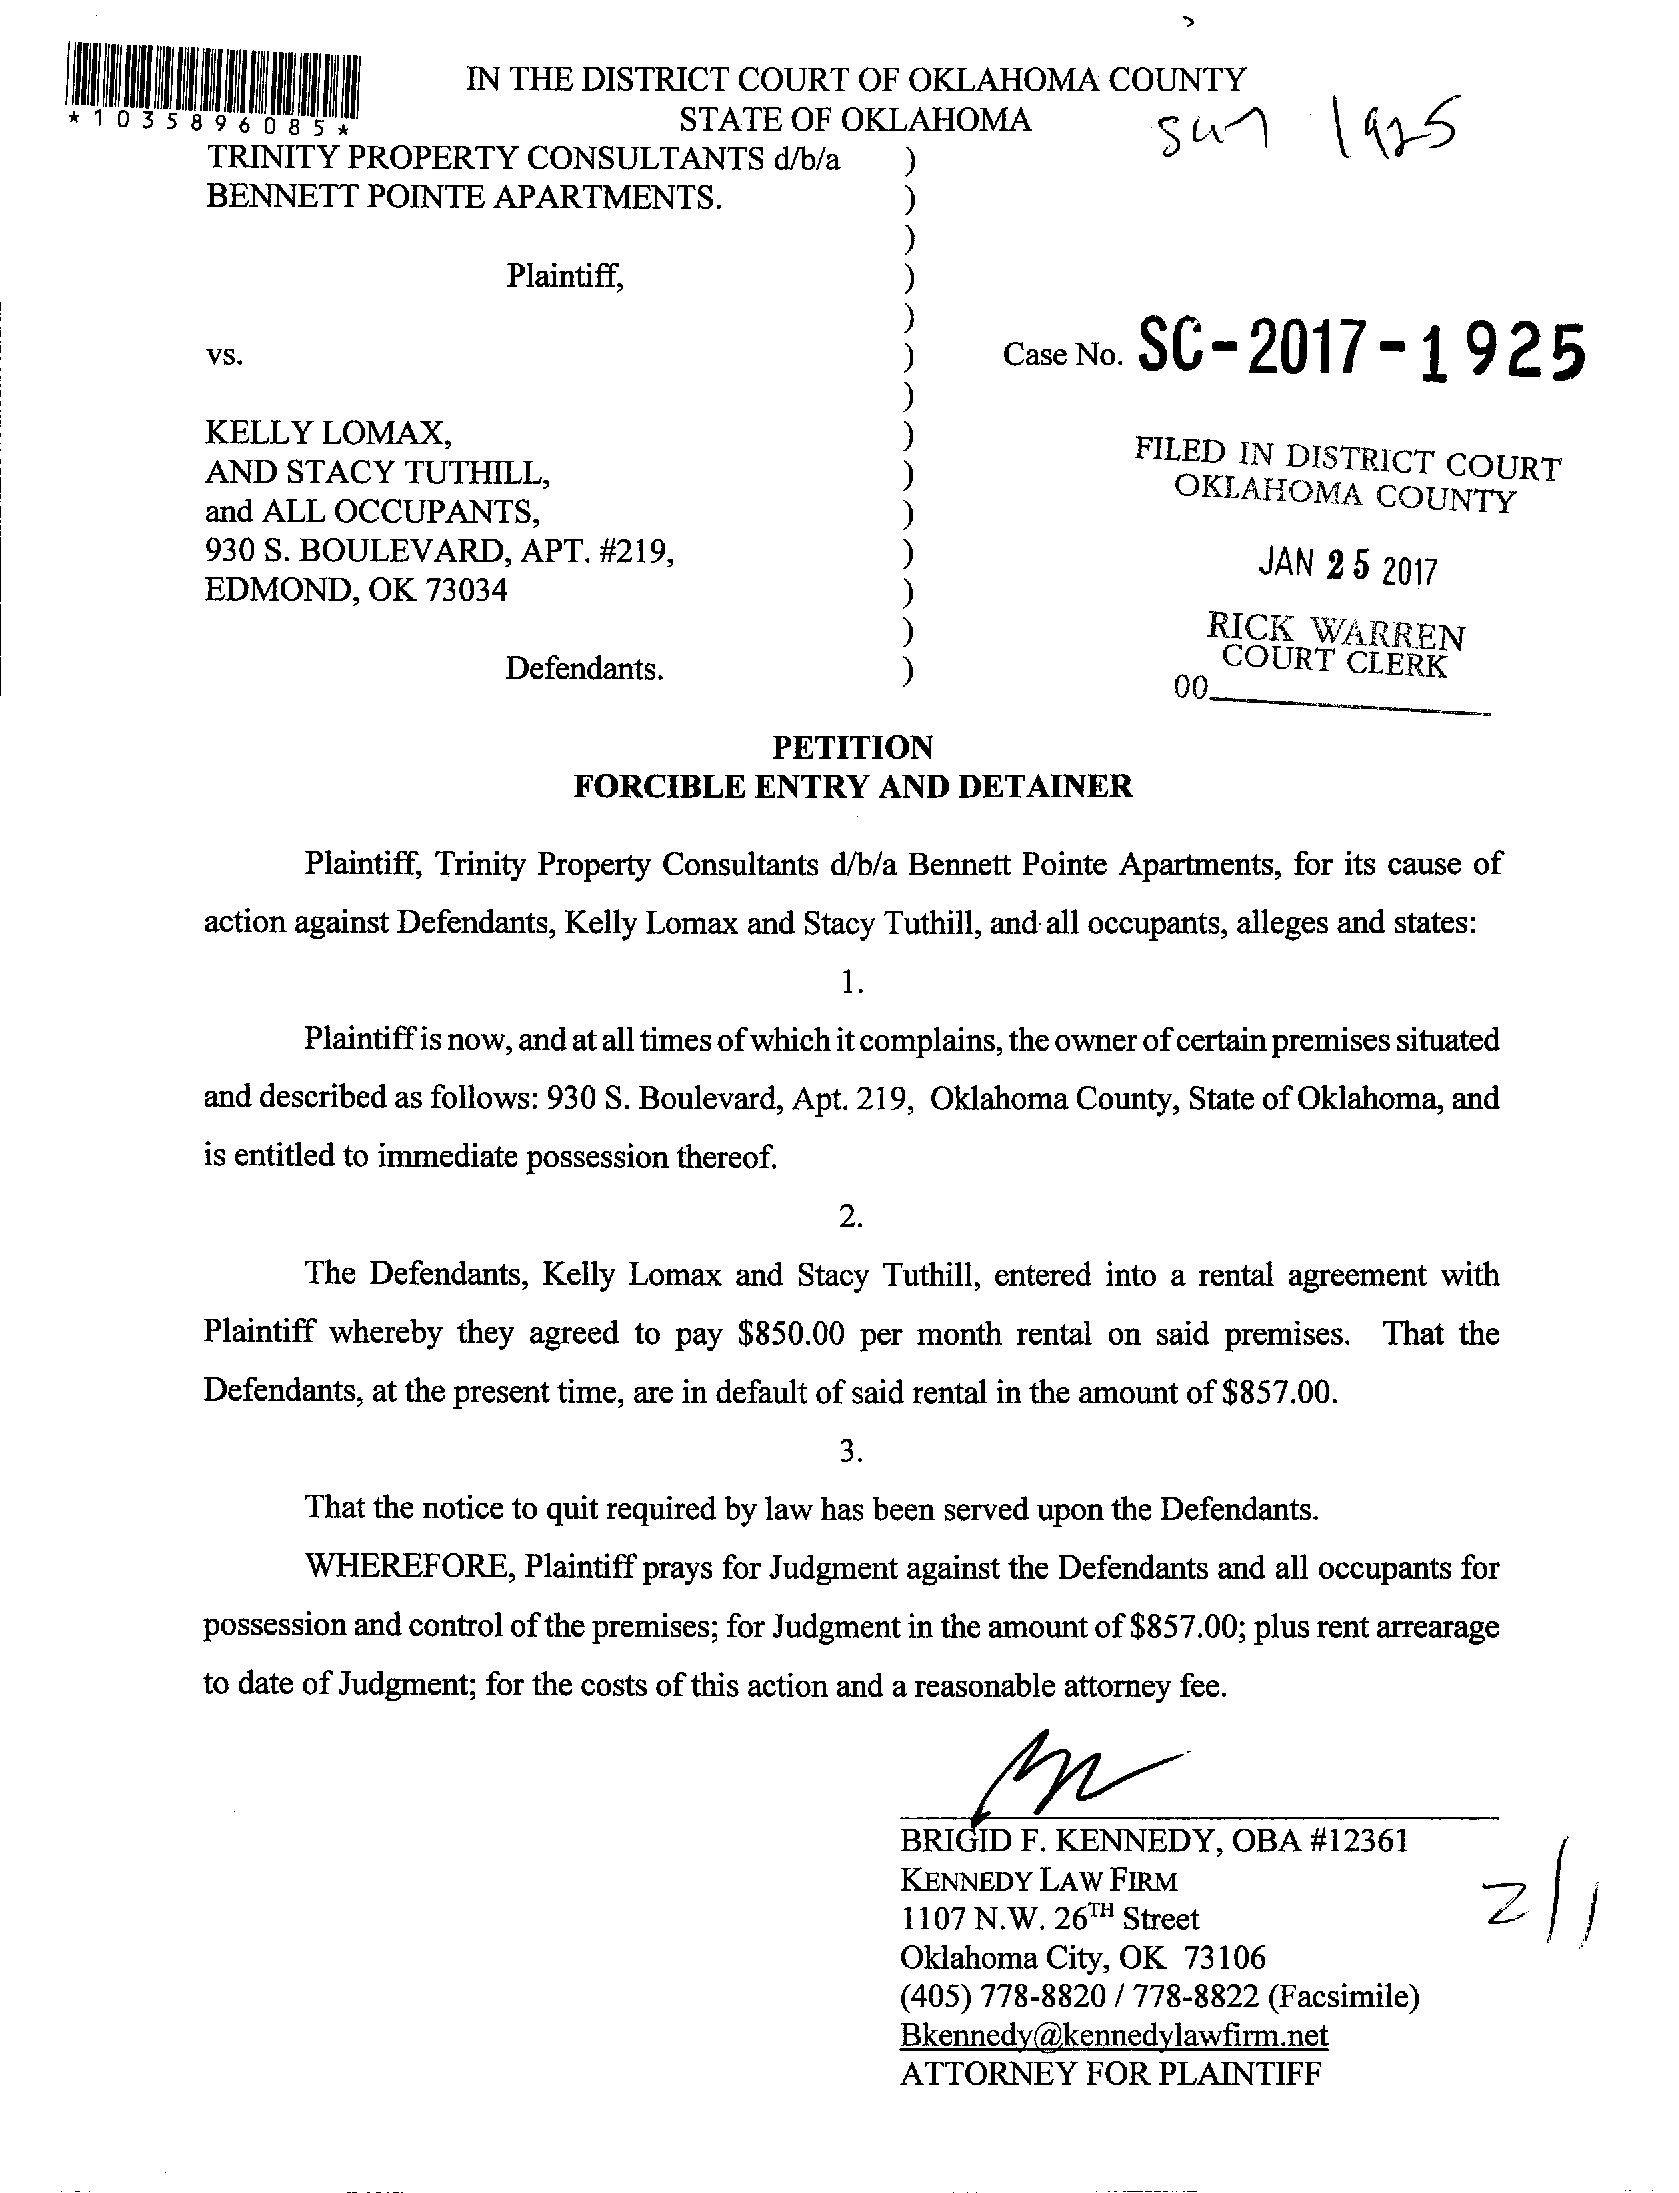 IN THE DISTRICT COURT OF OKLAHOMA COUNTY
STATE OF OKLAHOMA
*1035896085*
1925
TRINITY PROPERTY CONSULTANTS d/b/a )
BENNETT POINTE APARTMENTS. )
)
Plaintiff, )
)
vs. ) Case No. SC-2017-1925
)
KELLY LOMAX, )
AND STACY TUTHILL, )
and ALL OCCUPANTS, )
930 S. BOULEVARD, APT. #219, )
EDMOND, OK 73034 )
)
Defendants. )
FILED IN DISTRICT COURT
OKLAHOMA COUNTY
JAN 25 2017
RICK WARREN
COURT CLERK
00
PETITION
FORCIBLE ENTRY AND DETAINER
Plaintiff, Trinity Property Consultants d/b/a Bennett Pointe Apartments, for its cause of
action against Defendants, Kelly Lomax and Stacy Tuthill, and all occupants, alleges and states:
1.
Plaintiff is now, and at all times of which it complains, the owner of certain premises situated
and described as follows: 930 S. Boulevard, Apt. 219, Oklahoma County, State of Oklahoma, and
is entitled to immediate possession thereof.
2.
The Defendants, Kelly Lomax and Stacy Tuthill, entered into a rental agreement with
Plaintiff whereby they agreed to pay $850.00 per month rental on said premises. That the
Defendants, at the present time, are in default of said rental in the amount of $857.00.
3.
That the notice to quit required by law has been served upon the Defendants.
WHEREFORE, Plaintiff prays for Judgment against the Defendants and all occupants for
possession and control of the premises; for Judgment in the amount of $857.00; plus rent arrearage
to date of Judgment; for the costs of this action and a reasonable attorney fee.
BRIGID F. KENNEDY, OBA #12361
KENNEDY LAW FIRM
1107 N.W. 26TH Street
Oklahoma City, OK 73106
(405) 778-8820 / 778-8822 (Facsimile)
Bkennedy@kennedylawfirm.net
ATTORNEY FOR PLAINTIFF
2/1